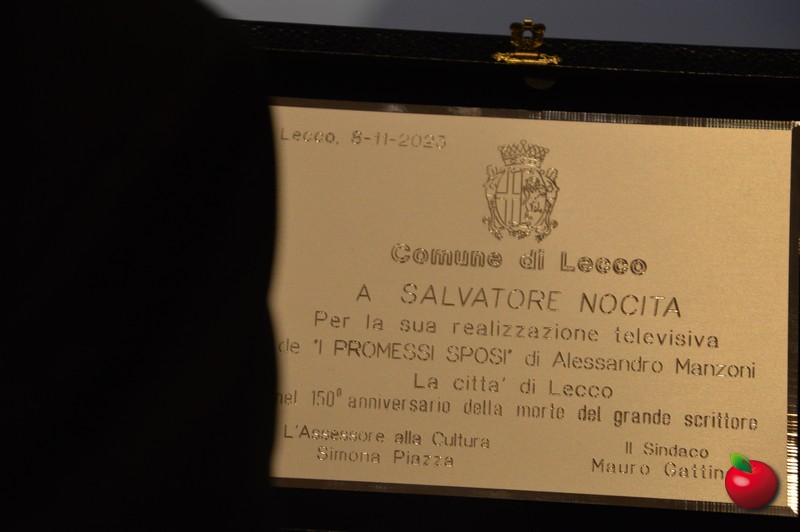 Lecco, 8-11-2023
Comune di Lecco
A SALVATORE NOCITA
Per la sua realizzazione televisiva
de "I PROMESSI SPOSI" di Alessandro Manzoni
La citta' di Lecco
nel 150° anniversario della morte del grande scrittore
L'Assessore alla Cultura
Simona Piazza
Il Sindaco
Mauro Gattin